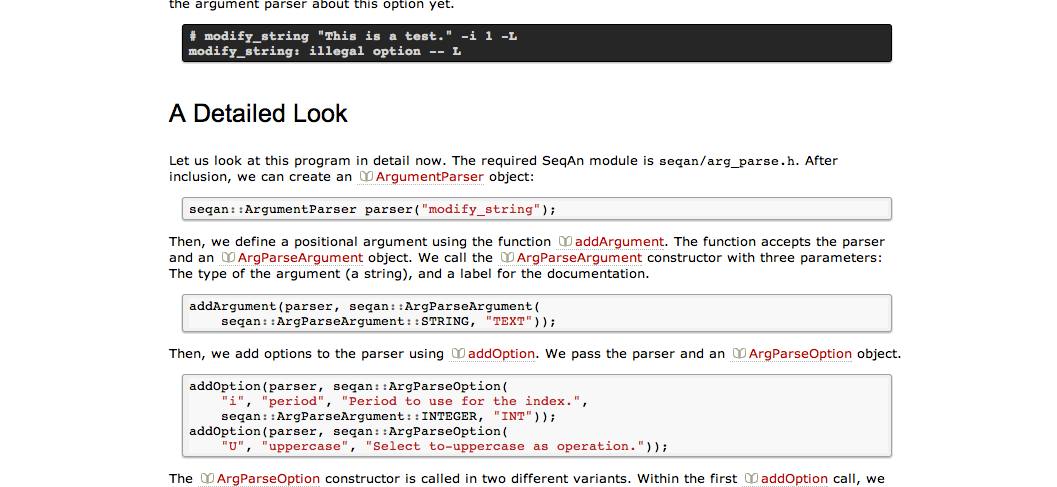 the argument parser about this option yet.
# modify_string "This is a test." -i 1 -L
modify_string: illegal option -- L
A Detailed Look
Let us look at this program in detail now. The required SeqAn module is seqan/arg_parse.h. After
inclusion, we can create an ArgumentParser object:
seqan::ArgumentParser parser("modify_string");
Then, we define a positional argument using the function addArgument. The function accepts the parser
and an ArgParseArgument object. We call the ArgParseArgument constructor with three parameters:
The type of the argument (a string), and a label for the documentation.
addArgument(parser, seqan::ArgParseArgument(
    seqan::ArgParseArgument::STRING, "TEXT"));
Then, we add options to the parser using addOption. We pass the parser and an ArgParseOption object.
addOption(parser, seqan::ArgParseOption(
    "i", "period", "Period to use for the index.",
    seqan::ArgParseArgument::INTEGER, "INT"));
addOption(parser, seqan::ArgParseOption(
    "U", "uppercase", "Select to-uppercase as operation."));
The ArgParseOption constructor is called in two different variants. Within the first addOption call, we